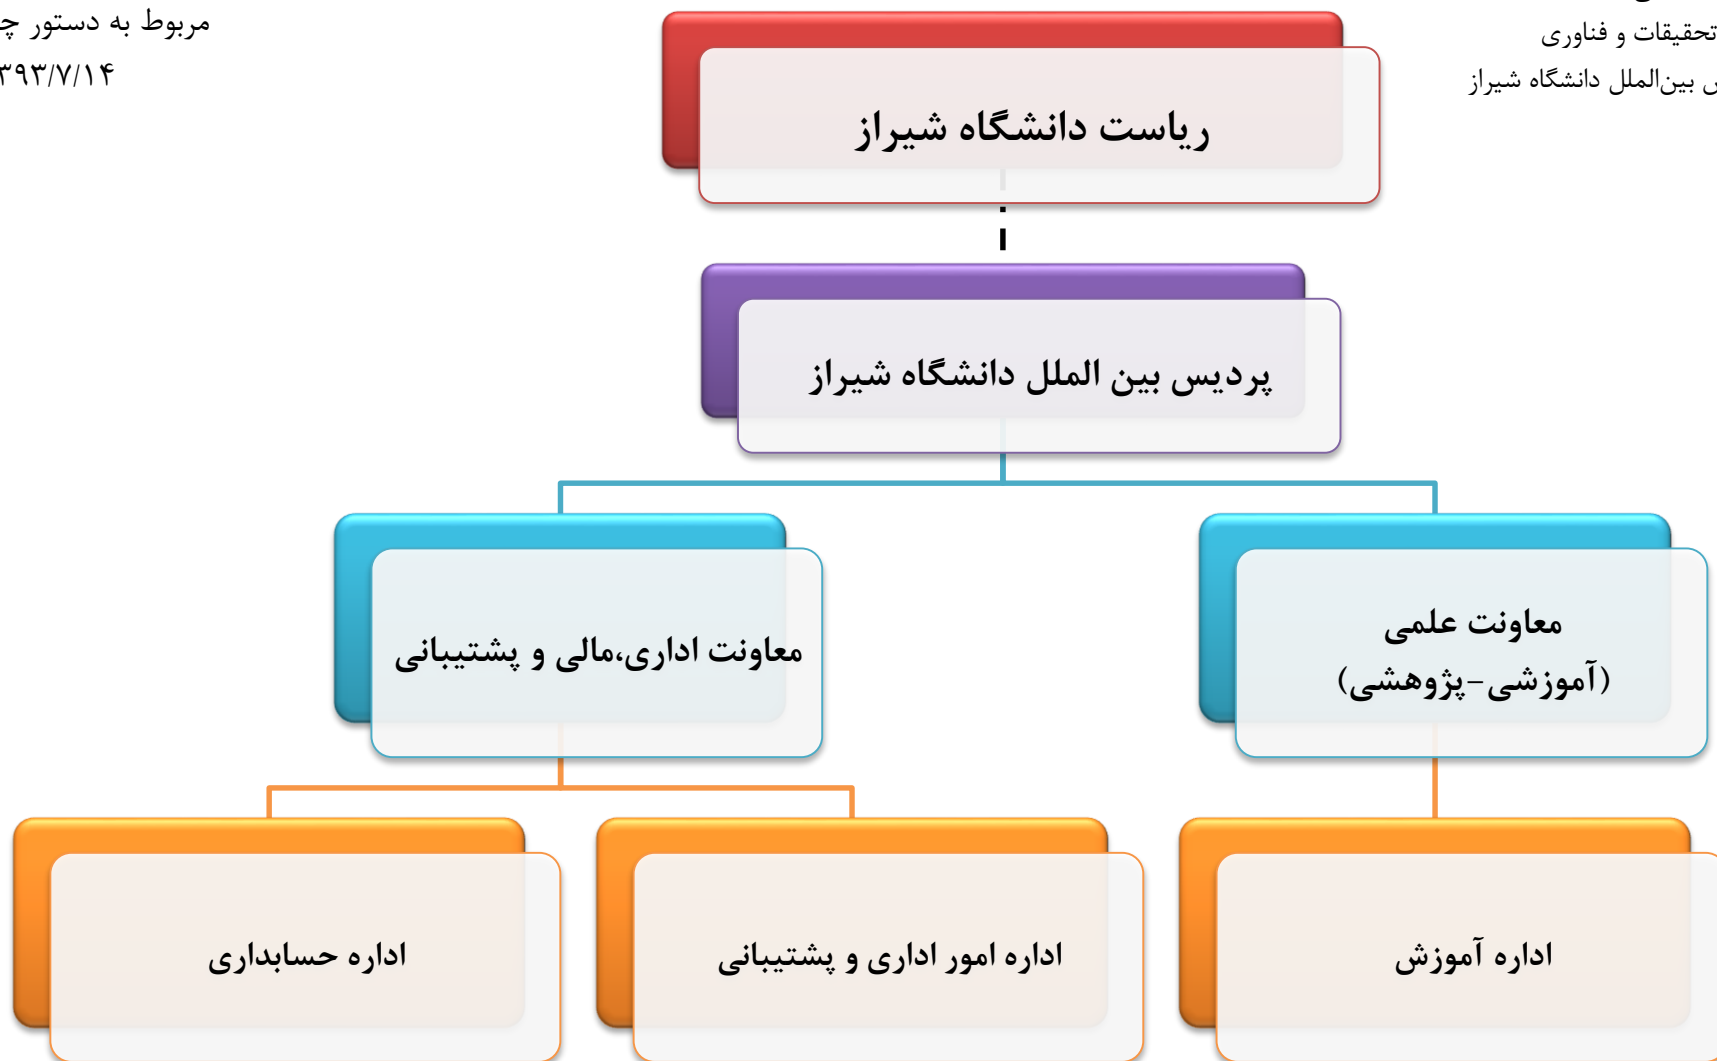 تحقیقات و فناوری
بین‌الملل دانشگاه شیراز
مربوط به دستور
۳۹۳/۷/۱۴
ریاست دانشگاه شیراز
پردیس بین الملل دانشگاه شیراز
معاونت علمی
(آموزشی-پژوهشی)
معاونت اداری،مالی و پشتیبانی
اداره آموزش
اداره امور اداری و پشتیبانی
اداره حسابداری